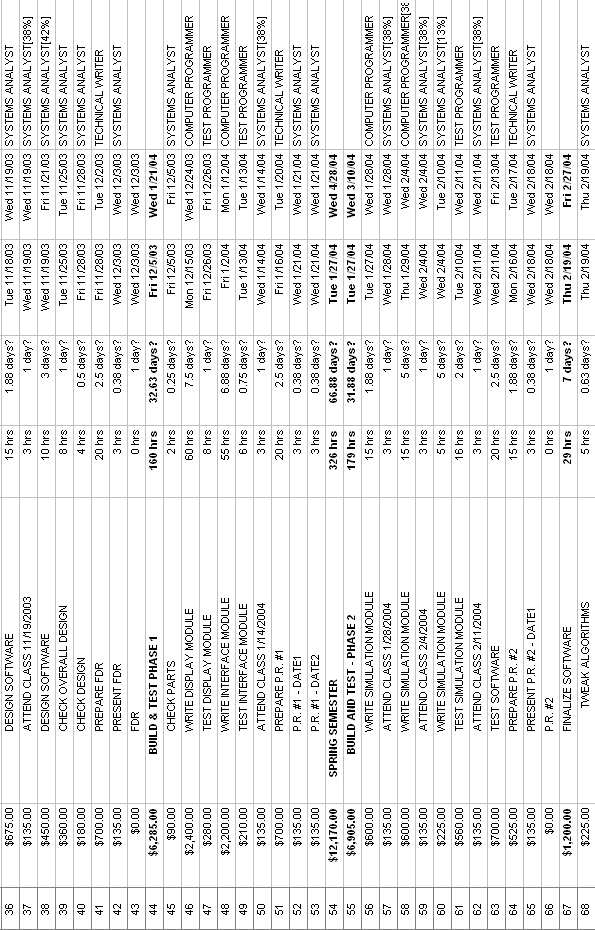 36 $675.00 DESIGN SOFTWARE 15 hrs 1.88 days? Tue 11/18/03 Wed 11/19/03 SYSTEMS ANALYST
37 $135.00 ATTEND CLASS 11/19/2003 3 hrs 1 day? Wed 11/19/03 Wed 11/19/03 SYSTEMS ANALYST[38%]
38 $450.00 DESIGN SOFTWARE 10 hrs 3 days? Wed 11/19/03 Fri 11/21/03 SYSTEMS ANALYST[42%]
39 $360.00 CHECK OVERALL DESIGN 8 hrs 1 day? Tue 11/25/03 Tue 11/25/03 SYSTEMS ANALYST
40 $180.00 CHECK DESIGN 4 hrs 0.5 days? Fri 11/28/03 Fri 11/28/03 SYSTEMS ANALYST
41 $700.00 PREPARE FDR 20 hrs 2.5 days? Fri 11/28/03 Tue 12/2/03 TECHNICAL WRITER
42 $135.00 PRESENT FDR 3 hrs 0.38 days? Wed 12/3/03 Wed 12/3/03 SYSTEMS ANALYST
43 $0.00 FDR 0 hrs 1 day? Wed 12/3/03 Wed 12/3/03
44 $6,285.00 BUILD & TEST PHASE 1 160 hrs 32.63 days? Fri 12/5/03 Wed 1/21/04
45 $90.00 CHECK PARTS 2 hrs 0.25 days? Fri 12/5/03 Fri 12/5/03 SYSTEMS ANALYST
46 $2,400.00 WRITE DISPLAY MODULE 60 hrs 7.5 days? Mon 12/15/03 Wed 12/24/03 COMPUTER PROGRAMMER
47 $280.00 TEST DISPLAY MODULE 8 hrs 1 day? Fri 12/26/03 Fri 12/26/03 TEST PROGRAMMER
48 $2,200.00 WRITE INTERFACE MODULE 55 hrs 6.88 days? Fri 1/2/04 Mon 1/12/04 COMPUTER PROGRAMMER
49 $210.00 TEST INTERFACE MODULE 6 hrs 0.75 days? Tue 1/13/04 Tue 1/13/04 TEST PROGRAMMER
50 $135.00 ATTEND CLASS 1/14/2004 3 hrs 1 day? Wed 1/14/04 Wed 1/14/04 SYSTEMS ANALYST[38%]
51 $700.00 PREPARE P.R. #1 20 hrs 2.5 days? Fri 1/16/04 Tue 1/20/04 TECHNICAL WRITER
52 $135.00 P.R. #1 - DATE1 3 hrs 0.38 days? Wed 1/21/04 Wed 1/21/04 SYSTEMS ANALYST
53 $135.00 P.R. #1 - DATE2 3 hrs 0.38 days? Wed 1/21/04 Wed 1/21/04 SYSTEMS ANALYST
54 $12,170.00 SPRING SEMESTER 326 hrs 66.88 days? Tue 1/27/04 Wed 4/28/04
55 $6,905.00 BUILD AND TEST - PHASE 2 179 hrs 31.88 days? Tue 1/27/04 Wed 3/10/04
56 $600.00 WRITE SIMULATION MODULE 15 hrs 1.88 days? Tue 1/27/04 Wed 1/28/04 COMPUTER PROGRAMMER
57 $135.00 ATTEND CLASS 1/28/2004 3 hrs 1 day? Wed 1/28/04 Wed 1/28/04 SYSTEMS ANALYST[38%]
58 $600.00 WRITE SIMULATION MODULE 15 hrs 5 days? Thu 1/29/04 Wed 2/4/04 COMPUTER PROGRAMMER
59 $135.00 ATTEND CLASS 2/4/2004 3 hrs 1 day? Wed 2/4/04 Wed 2/4/04 SYSTEMS ANALYST[38%]
60 $225.00 WRITE SIMULATION MODULE 5 hrs 5 days? Wed 2/4/04 Tue 2/10/04 SYSTEMS ANALYST[13%]
61 $560.00 TEST SIMULATION MODULE 16 hrs 2 days? Tue 2/10/04 Wed 2/11/04 TEST PROGRAMMER
62 $135.00 ATTEND CLASS 2/11/2004 3 hrs 1 day? Wed 2/11/04 Wed 2/11/04 SYSTEMS ANALYST[38%]
63 $700.00 TEST SOFTWARE 20 hrs 2.5 days? Wed 2/11/04 Fri 2/13/04 TEST PROGRAMMER
64 $525.00 PREPARE P.R. #2 15 hrs 1.88 days? Mon 2/16/04 Tue 2/17/04 TECHNICAL WRITER
65 $135.00 PRESENT P.R. #2 - DATE1 3 hrs 0.38 days? Wed 2/18/04 Wed 2/18/04 SYSTEMS ANALYST
66 $0.00 P.R. #2 0 hrs 1 day? Wed 2/18/04 Wed 2/18/04
67 $1,200.00 FINALIZE SOFTWARE 29 hrs 7 days? Thu 2/19/04 Fri 2/27/04
68 $225.00 TWEAK ALGORITHMS 5 hrs 0.63 days? Thu 2/19/04 Thu 2/19/04 SYSTEMS ANALYST